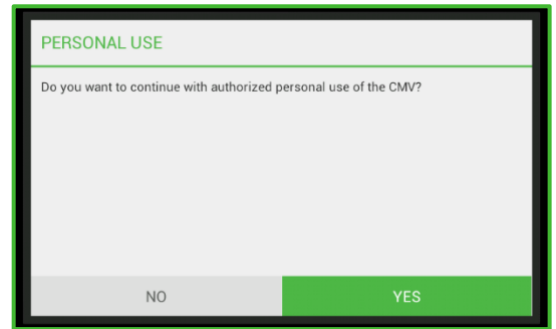 PERSONAL USE
Do you want to continue with authorized personal use of the CMV?
NO
YES